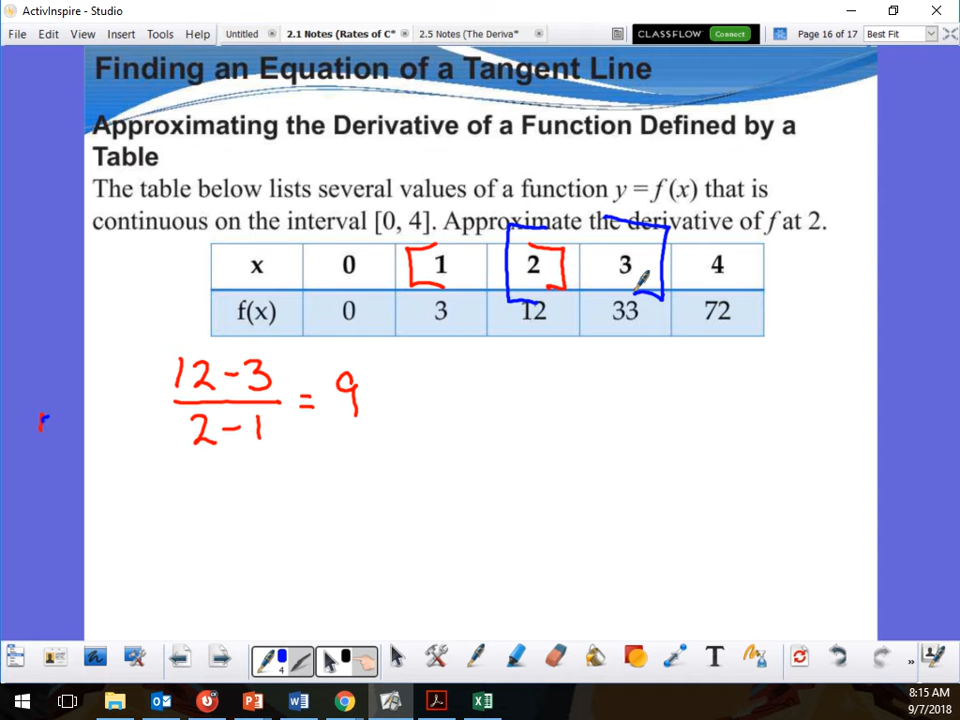 ActivInspire - Studio
File Edit View Insert Tools Help Untitled 2.1 Notes (Rates of C* 2.5 Notes (The Deriva* CLASSFLOW Connect Page 16 of 17 Best Fit
Finding an Equation of a Tangent Line
Approximating the Derivative of a Function Defined by a
Table
The table below lists several values of a function y = f (x) that is
continuous on the interval [0, 4]. Approximate the derivative of f at 2.
x 0 1 2 3 4
f(x) 0 3 12 33 72
12-3
= 9
2-1
4
8:15 AM
9/7/2018